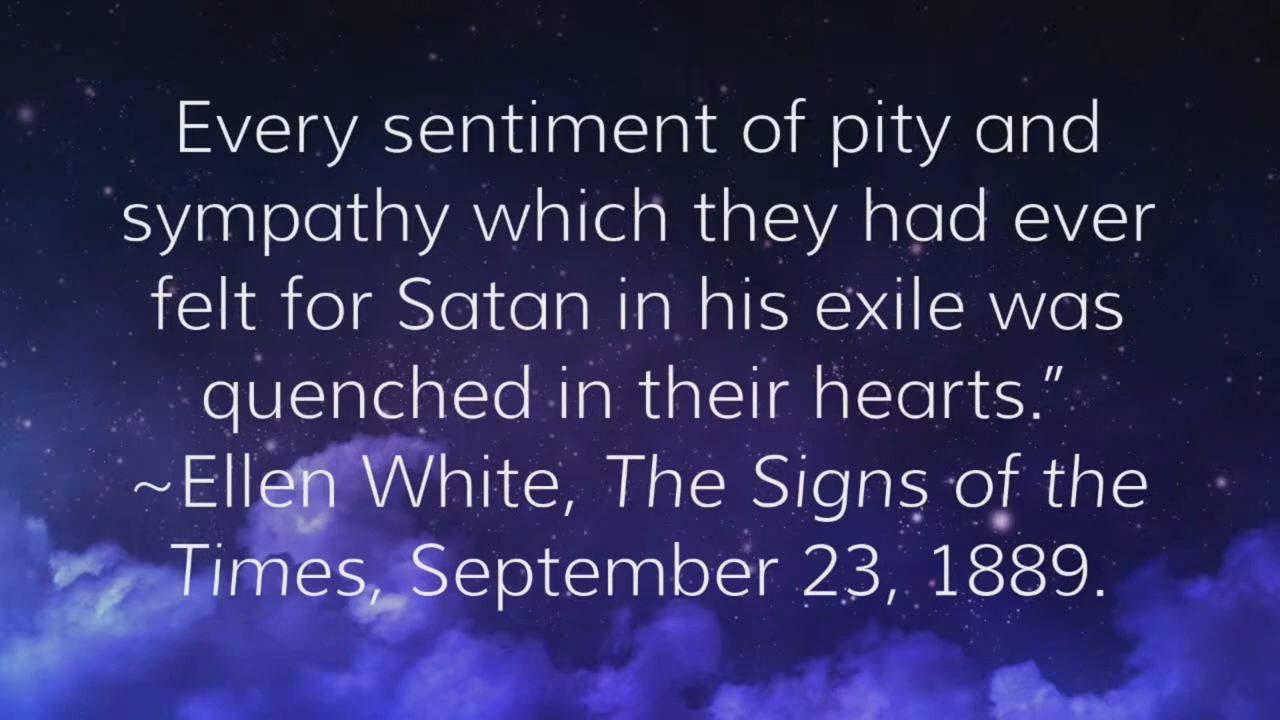 Every sentiment of pity and
sympathy which they had ever
felt for Satan in his exile was
quenched in their hearts.”
~Ellen White, The Signs of the
Times, September 23, 1889.